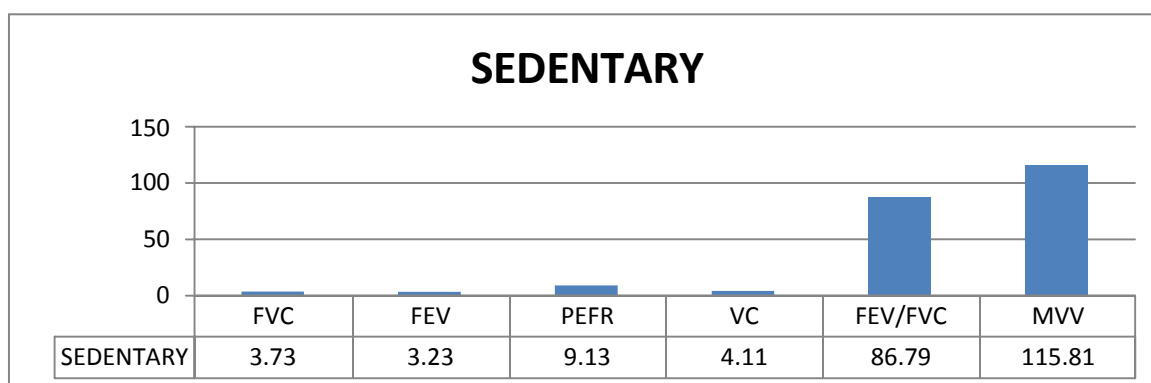 SEDENTARY
150
100
50
0
FVC FEV PEFR VC FEV/FVC MVV
SEDENTARY 3.73 3.23 9.13 4.11 86.79 115.81